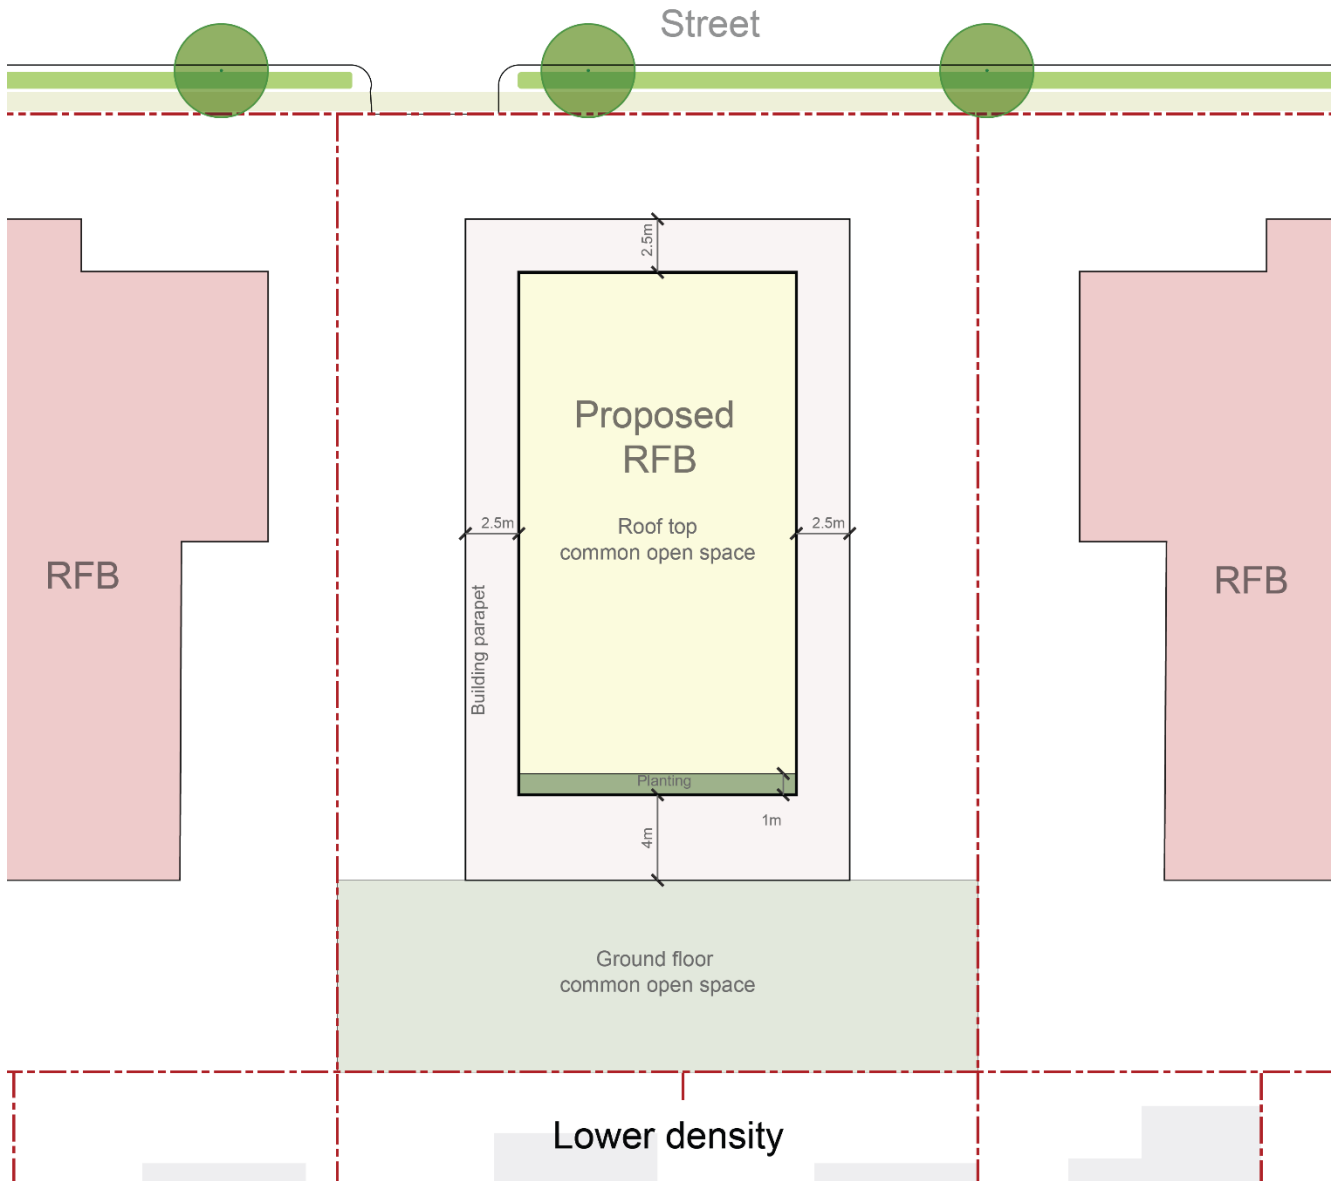 Street
2.5m
Proposed
RFB
Roof top
common open space
2.5m
2.5m
RFB
RFB
Building parapet
Planting
1m
4m
Ground floor
common open space
Lower density